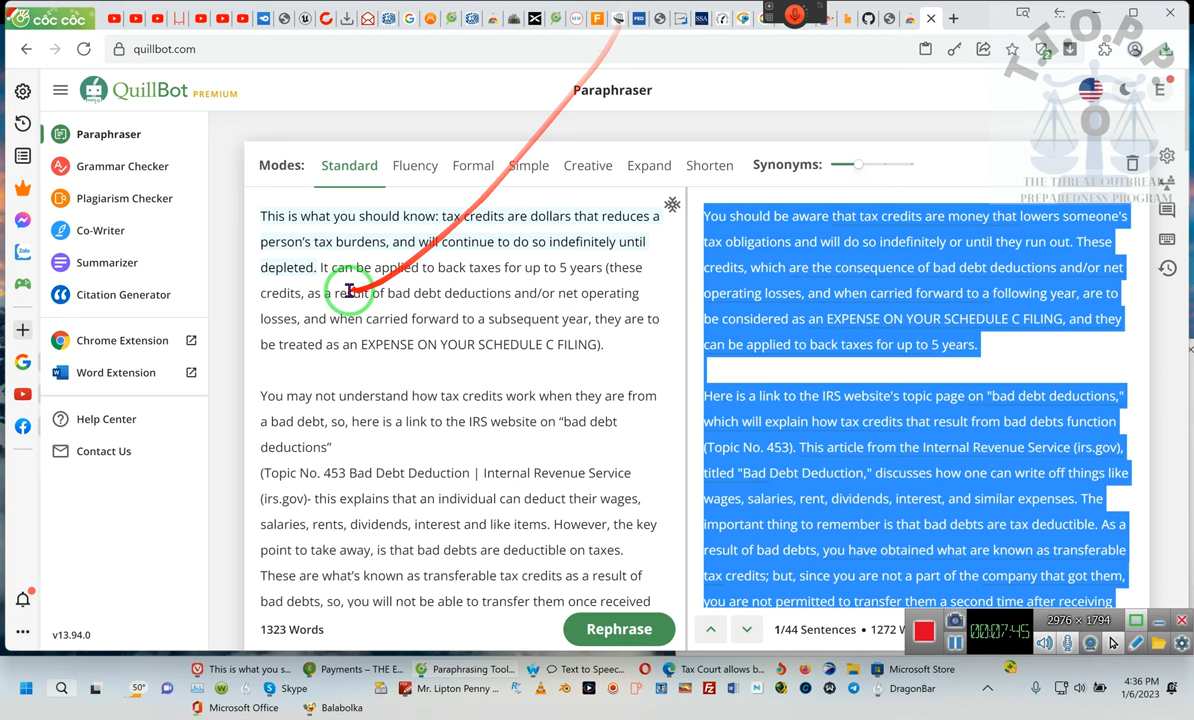 cốc cốc
quillbot.com
QuillBot PREMIUM
Paraphraser
E
T.T.O.P.P.
O
THE THREAT OUTBREAK
PREPAREDNESS PROGRAM
Paraphraser
Grammar Checker
Plagiarism Checker
Co-Writer
Summarizer
Citation Generator
Chrome Extension
Word Extension
Help Center
Contact Us
v13.94.0
Modes: Standard Fluency Formal Simple Creative Expand Shorten Synonyms:
This is what you should know: tax credits are dollars that reduces a
person's tax burdens, and will continue to do so indefinitely until
depleted. It can be applied to back taxes for up to 5 years (these
credits, as a result of bad debt deductions and/or net operating
losses, and when carried forward to a subsequent year, they are to
be treated as an EXPENSE ON YOUR SCHEDULE C FILING).
You may not understand how tax credits work when they are from
a bad debt, so, here is a link to the IRS website on “bad debt
deductions”
(Topic No. 453 Bad Debt Deduction | Internal Revenue Service
(irs.gov)- this explains that an individual can deduct their wages,
salaries, rents, dividends, interest and like items. However, the key
point to take away, is that bad debts are deductible on taxes.
These are what’s known as transferable tax credits as a result of
bad debts, so, you will not be able to transfer them once received
1323 Words
Rephrase
You should be aware that tax credits are money that lowers someone's
tax obligations and will do so indefinitely or until they run out. These
credits, which are the consequence of bad debt deductions and/or net
operating losses, and when carried forward to a following year, are to
be considered as an EXPENSE ON YOUR SCHEDULE C FILING, and they
can be applied to back taxes for up to 5 years.
Here is a link to the IRS website's topic page on "bad debt deductions,"
which will explain how tax credits that result from bad debts function
(Topic No. 453). This article from the Internal Revenue Service (irs.gov),
titled "Bad Debt Deduction," discusses how one can write off things like
wages, salaries, rent, dividends, interest, and similar expenses. The
important thing to remember is that bad debts are tax deductible. As a
result of bad debts, you have obtained what are known as transferable
tax credits; but, since you are not a part of the company that got them,
you are not permitted to transfer them a second time after receiving
1/44 Sentences • 1272 W
00:07:45
2976 × 1794
This is what you s...
Payments – THE E...
Paraphrasing Tool...
Text to Speec...
Tax Court allows b...
Microsoft Store
50°
Skype
Mr. Lipton Penny ...
DragonBar
Microsoft Office
Balabolka
4:36 PM
1/6/2023